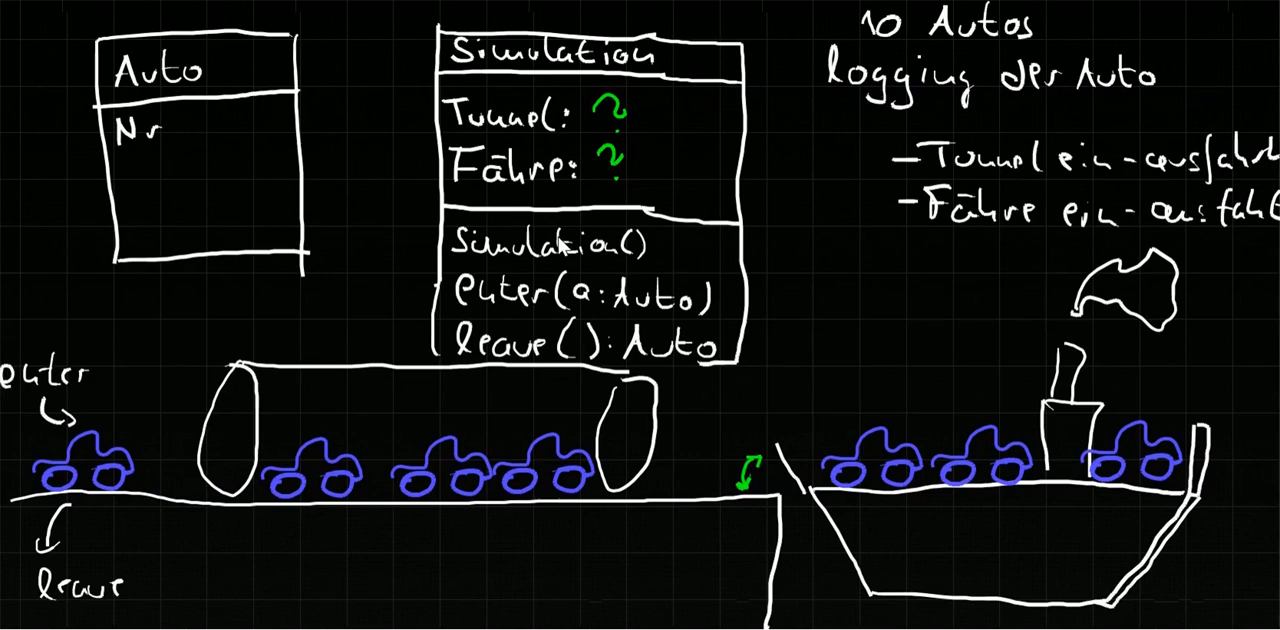 Auto
Nr
Simulation
Tunnel: ?
Fähre: ?
Simulation()
enter(a: Auto)
leave(): Auto
10 Autos
logging der Auto
- Tunnel ein-ausfahrt
- Fähre ein-ausfaht
enter
leave